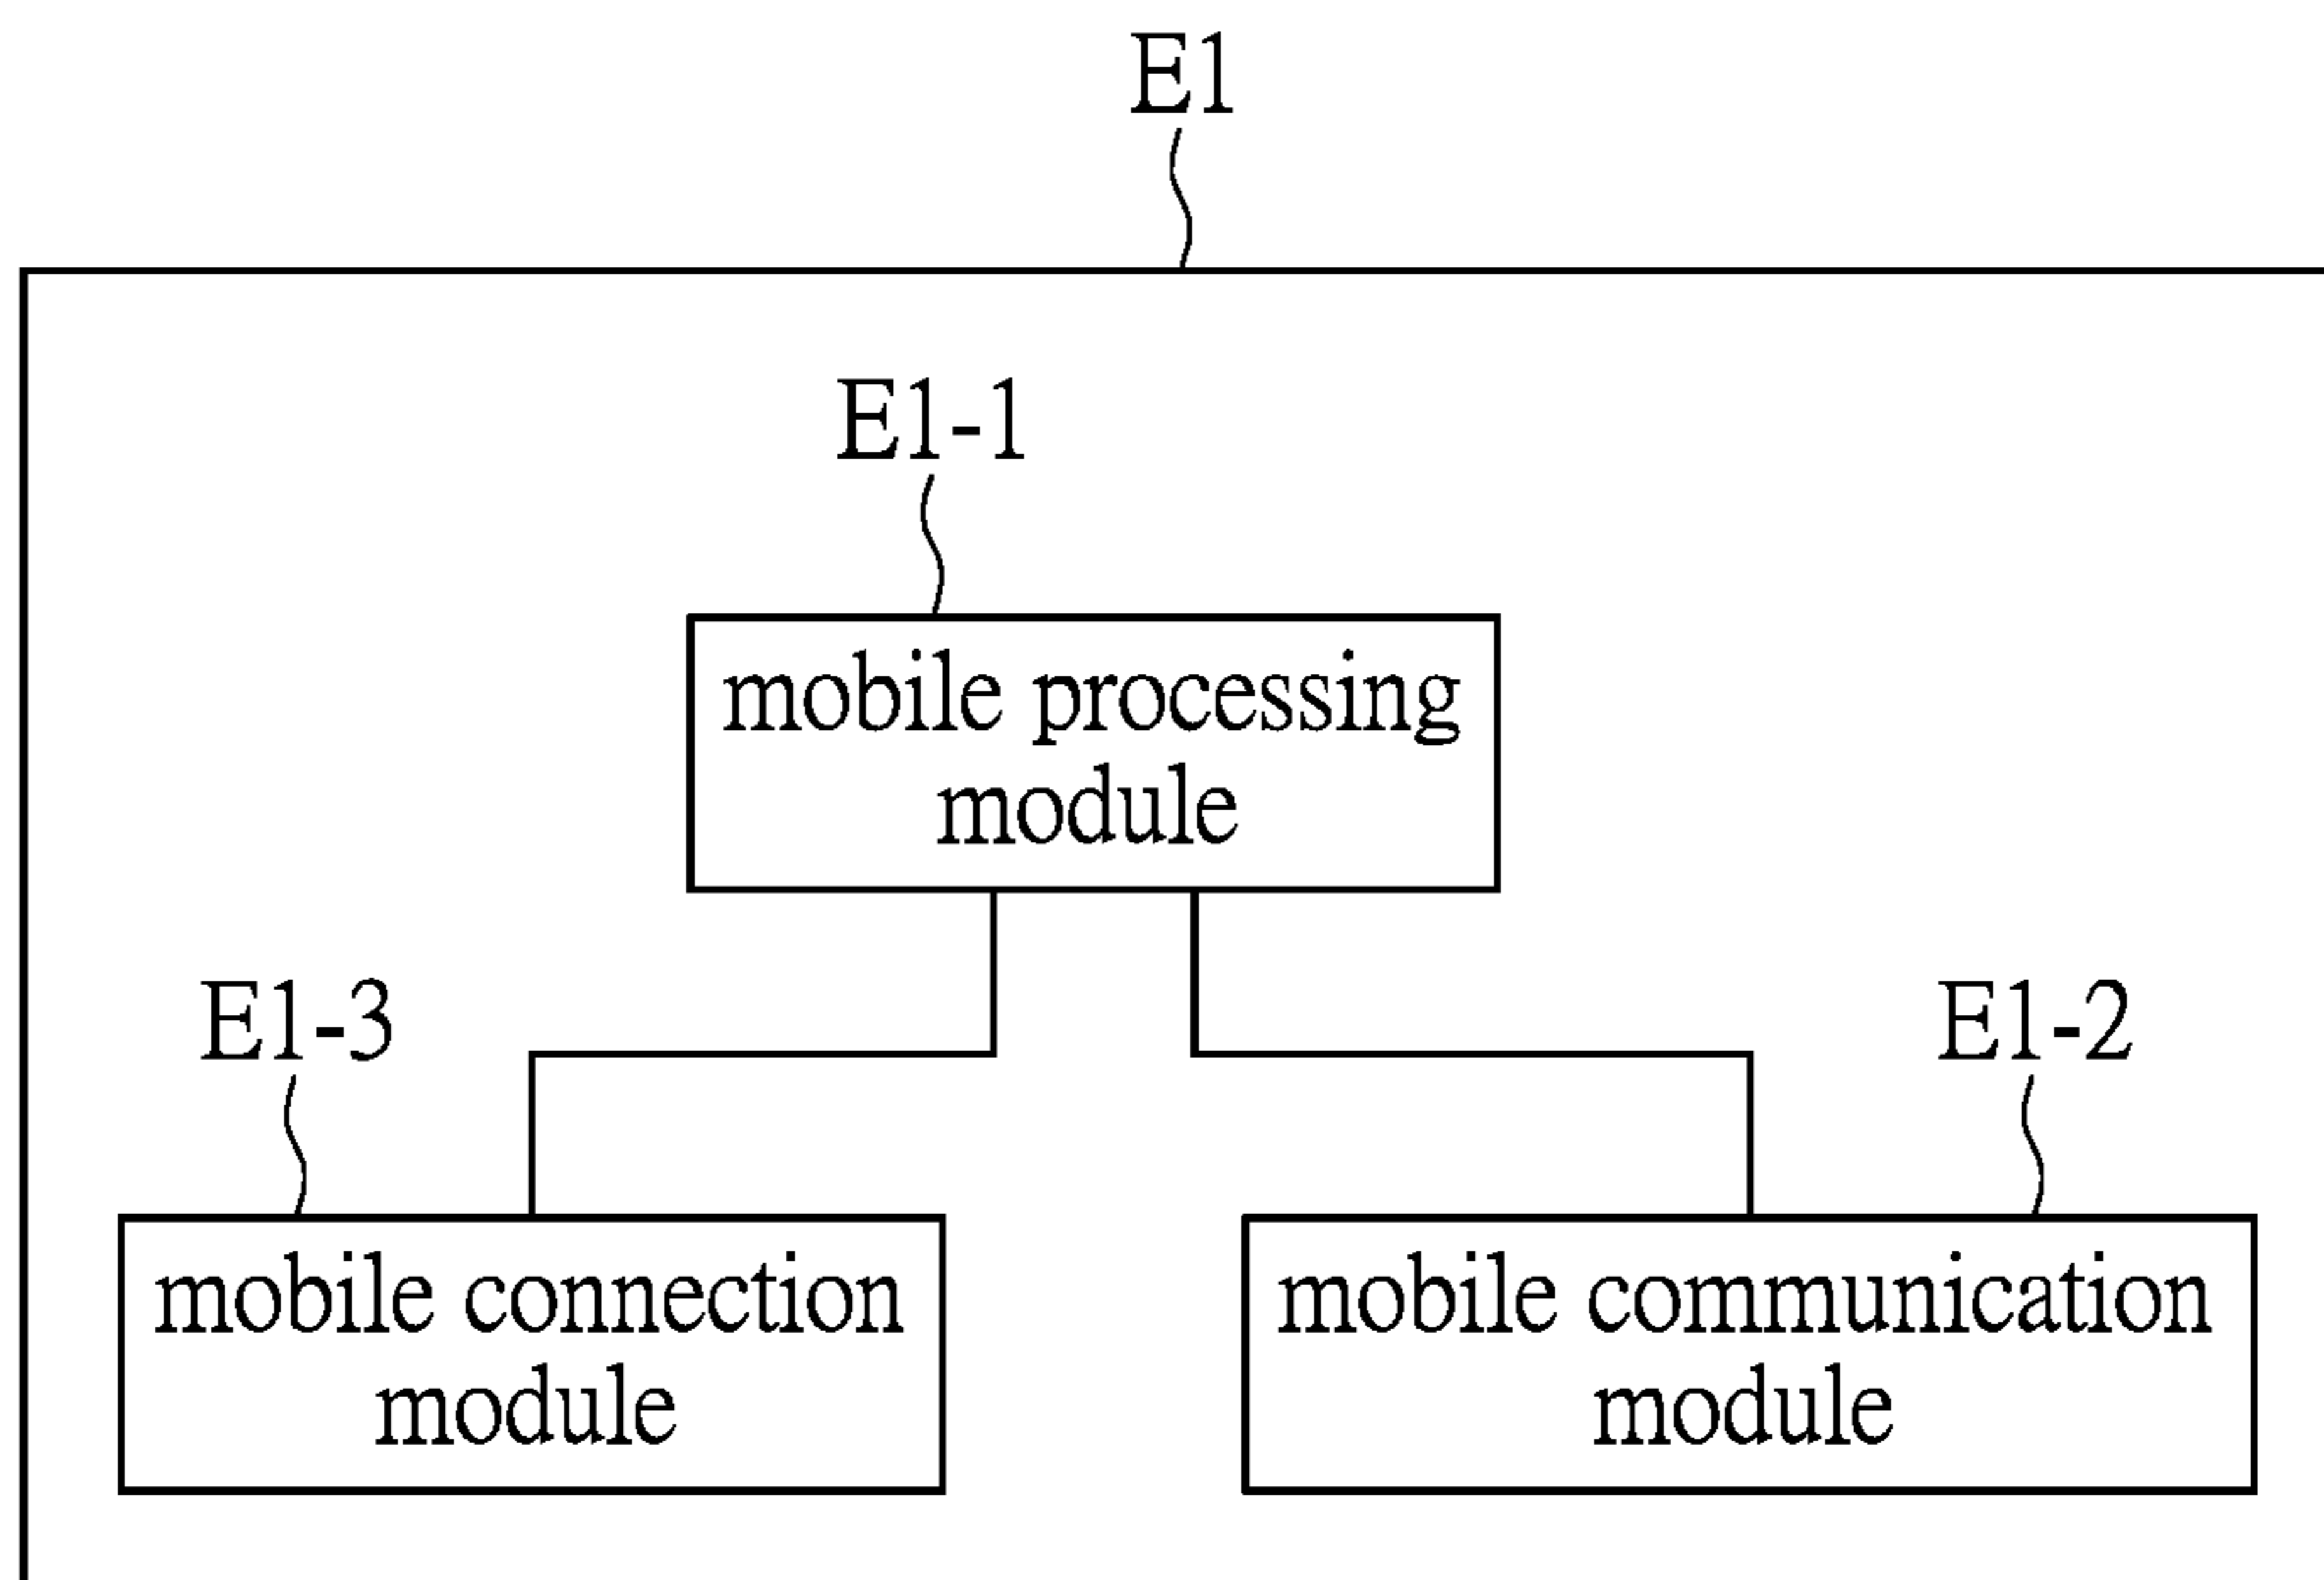 E1
E1-1
mobile processing
module
E1-3
E1-2
mobile connection
module
mobile communication
module